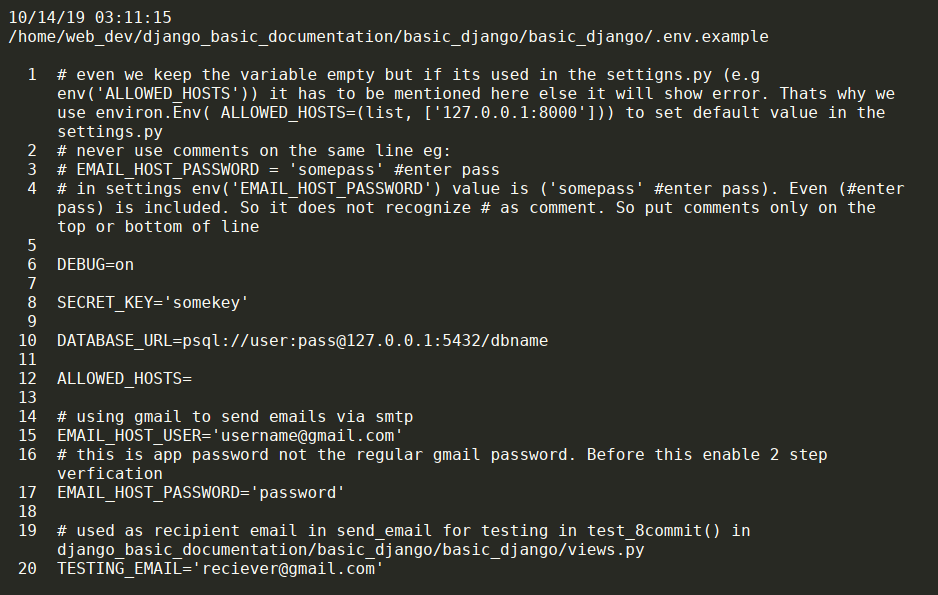 10/14/19 03:11:15
/home/web_dev/django_basic_documentation/basic_django/basic_django/.env.example
1 # even we keep the variable empty but if its used in the settigns.py (e.g
env('ALLOWED_HOSTS')) it has to be mentioned here else it will show error. Thats why we
use environ.Env( ALLOWED_HOSTS=(list, ['127.0.0.1:8000'])) to set default value in the
settings.py
2 # never use comments on the same line eg:
3 # EMAIL_HOST_PASSWORD = 'somepass' #enter pass
4 # in settings env('EMAIL_HOST_PASSWORD') value is ('somepass' #enter pass). Even (#enter
pass) is included. So it does not recognize # as comment. So put comments only on the
top or bottom of line
5
6 DEBUG=on
7
8 SECRET_KEY='somekey'
9
10 DATABASE_URL=psql://user:pass@127.0.0.1:5432/dbname
11
12 ALLOWED_HOSTS=
13
14 # using gmail to send emails via smtp
15 EMAIL_HOST_USER='username@gmail.com'
16 # this is app password not the regular gmail password. Before this enable 2 step
verfication
17 EMAIL_HOST_PASSWORD='password'
18
19 # used as recipient email in send_email for testing in test_8commit() in
django_basic_documentation/basic_django/basic_django/views.py
20 TESTING_EMAIL='reciever@gmail.com'